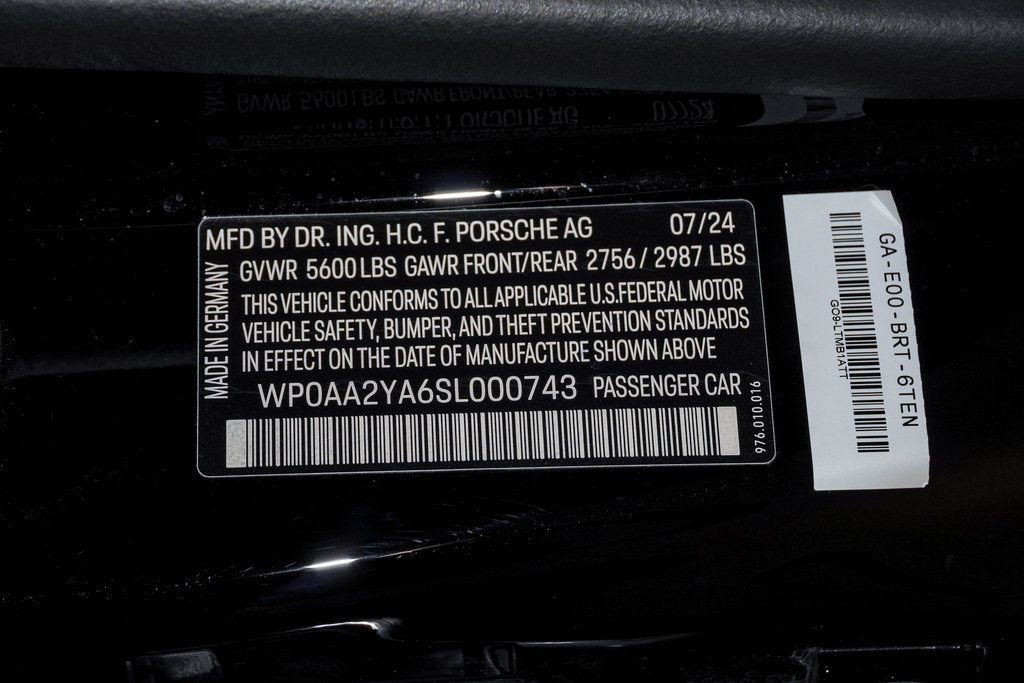 MFD BY DR. ING. H.C. F. PORSCHE AG 07/24
GVWR 5600 LBS GAWR FRONT/REAR 2756 / 2987 LBS
THIS VEHICLE CONFORMS TO ALL APPLICABLE U.S.FEDERAL MOTOR
VEHICLE SAFETY, BUMPER, AND THEFT PREVENTION STANDARDS
IN EFFECT ON THE DATE OF MANUFACTURE SHOWN ABOVE
WP0AA2YA6SL000743 PASSENGER CAR
MADE IN GERMANY
976.010.016
GA-E00-BRT-6TEN
GO9-LTMB1ATT